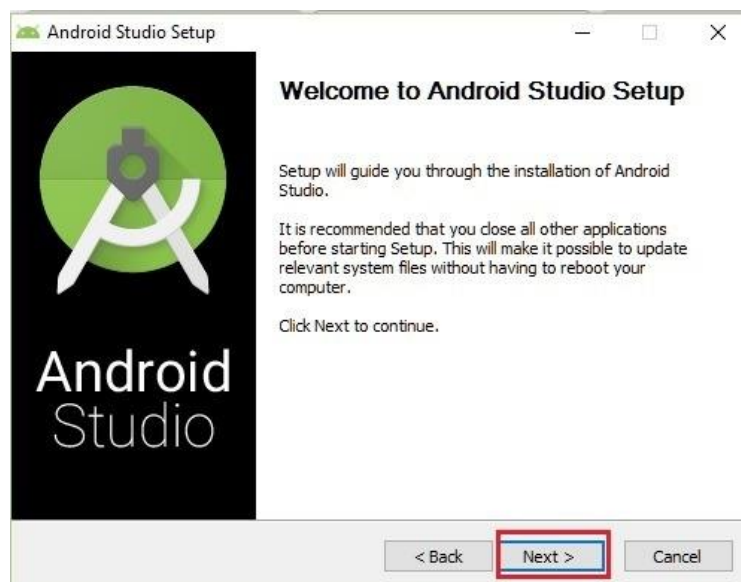 Android Studio Setup
Welcome to Android Studio Setup
Setup will guide you through the installation of Android
Studio.
It is recommended that you close all other applications
before starting Setup. This will make it possible to update
relevant system files without having to reboot your
computer.
Click Next to continue.
Android
Studio
< Back
Next >
Cancel